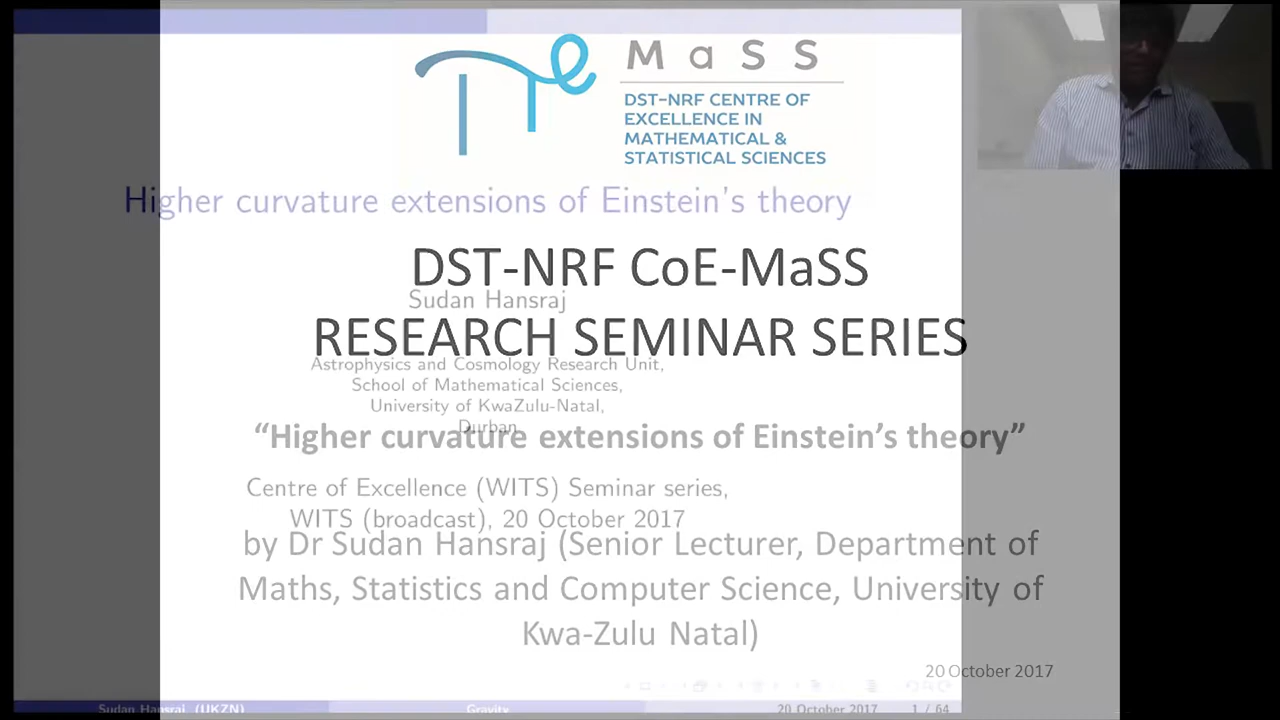 MaSS
DST-NRF CENTRE OF
EXCELLENCE IN
MATHEMATICAL &
STATISTICAL SCIENCES
Higher curvature extensions of Einstein's theory
DST-NRF CoE-MaSS
Sudan Hansraj
RESEARCH SEMINAR SERIES
Astrophysics and Cosmology Research Unit,
School of Mathematical Sciences,
University of KwaZulu-Natal,
Durban
“Higher curvature extensions of Einstein’s theory”
Centre of Excellence (WITS) Seminar series,
WITS (broadcast), 20 October 2017
by Dr Sudan Hansraj (Senior Lecturer, Department of
Maths, Statistics and Computer Science, University of
Kwa-Zulu Natal)
20 October 2017
Sudan Hansraj (UKZN) Gravity 20 October 2017 1 / 64